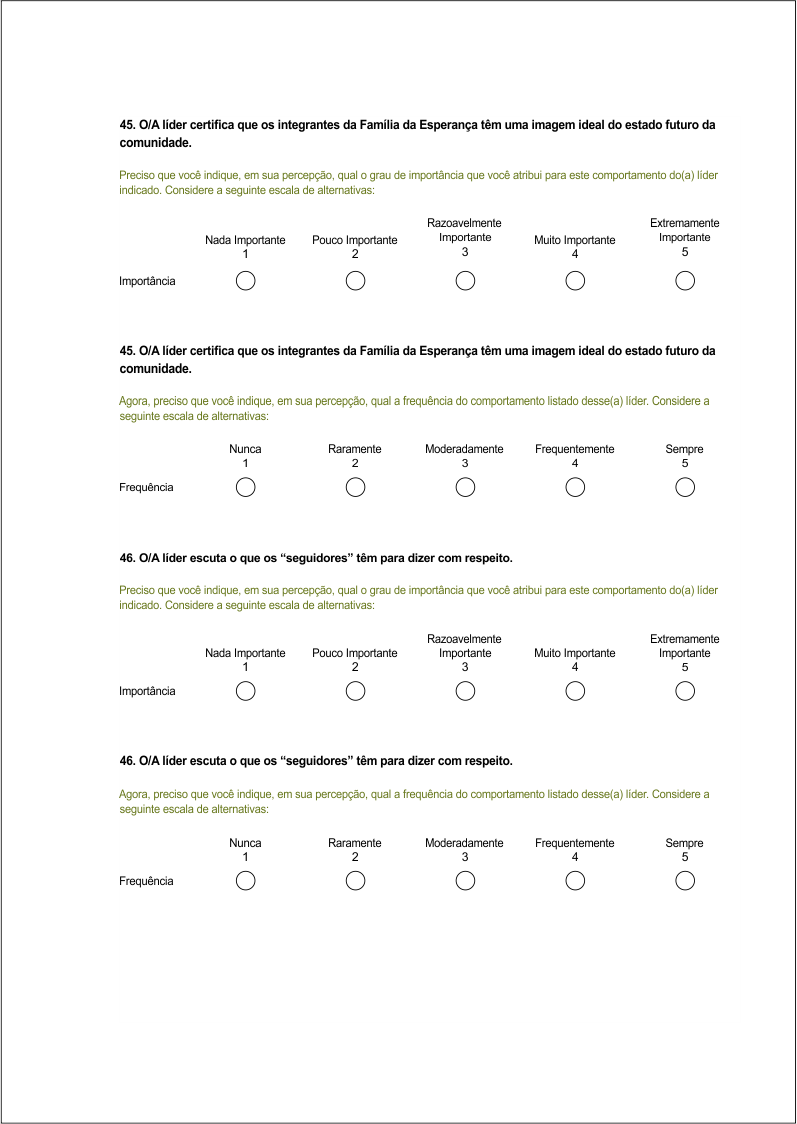 45. O/A líder certifica que os integrantes da Família da Esperança têm uma imagem ideal do estado futuro da
comunidade.
Preciso que você indique, em sua percepção, qual o grau de importância que você atribui para este comportamento do(a) líder
indicado. Considere a seguinte escala de alternativas:
Nada Importante Pouco Importante Razoavelmente Importante Muito Importante Extremamente Importante
1 2 3 4 5
Importância
45. O/A líder certifica que os integrantes da Família da Esperança têm uma imagem ideal do estado futuro da
comunidade.
Agora, preciso que você indique, em sua percepção, qual a frequência do comportamento listado desse(a) líder. Considere a
seguinte escala de alternativas:
Nunca Raramente Moderadamente Frequentemente Sempre
1 2 3 4 5
Frequência
46. O/A líder escuta o que os “seguidores” têm para dizer com respeito.
Preciso que você indique, em sua percepção, qual o grau de importância que você atribui para este comportamento do(a) líder
indicado. Considere a seguinte escala de alternativas:
Nada Importante Pouco Importante Razoavelmente Importante Muito Importante Extremamente Importante
1 2 3 4 5
Importância
46. O/A líder escuta o que os “seguidores” têm para dizer com respeito.
Agora, preciso que você indique, em sua percepção, qual a frequência do comportamento listado desse(a) líder. Considere a
seguinte escala de alternativas:
Nunca Raramente Moderadamente Frequentemente Sempre
1 2 3 4 5
Frequência